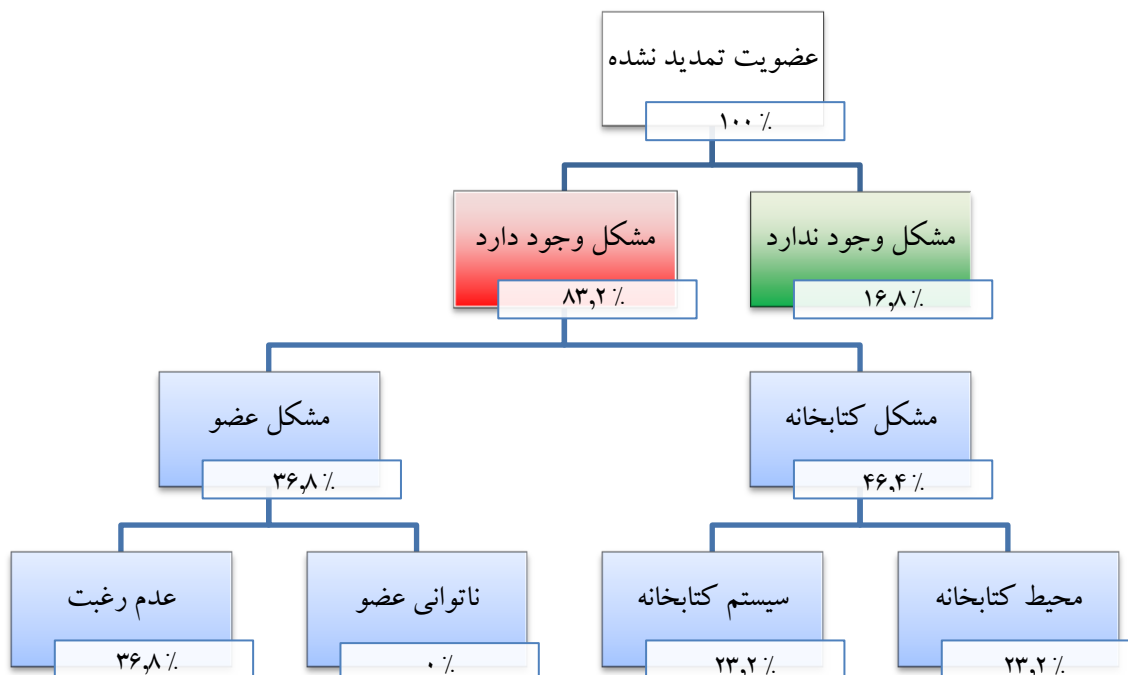 عضویت تمدید نشده
۱۰۰ ٪
مشکل وجود ندارد
۱۶,۸ ٪
مشکل وجود دارد
۸۳,۲ ٪
مشکل کتابخانه
۴۶,۴ ٪
مشکل عضو
۳۶,۸ ٪
محیط کتابخانه
۲۳,۲ ٪
سیستم کتابخانه
۲۳,۲ ٪
ناتوانی عضو
۰ ٪
عدم رغبت
۳۶,۸ ٪